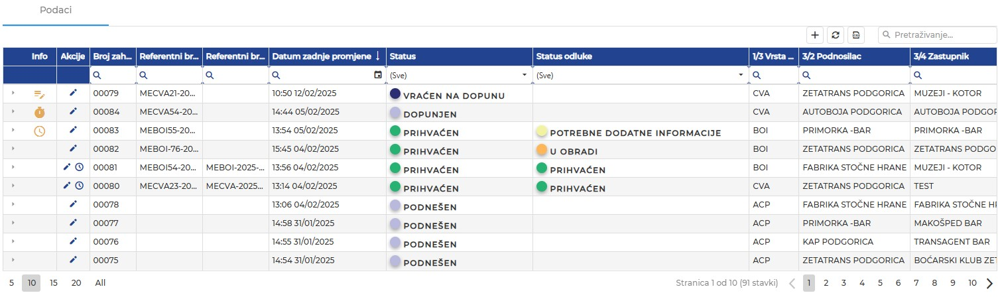 Podaci
Pretraživanje...
Info Akcije Broj zah... Referentni br... Referentni br... Datum zadnje promjene Status Status odluke 1/3 Vrsta ... 3/2 Podnosilac 3/4 Zastupnik
(Sve) (Sve)
00079 MECVA21-20... 10:50 12/02/2025 VRAĆEN NA DOPUNU CVA ZETATRANS PODGORICA MUZEJI - KOTOR
00084 MECVA54-20... 14:44 05/02/2025 DOPUNJEN CVA AUTOBOJA PODGORICA AUTOBOJA PODGOR
00083 MEBOI55-20... 13:54 05/02/2025 PRIHVAĆEN POTREBNE DODATNE INFORMACIJE BOI PRIMORKA -BAR PRIMORKA -BAR
00082 MEBOI-76-20... 15:45 04/02/2025 PRIHVAĆEN U OBRADI BOI ZETATRANS PODGORICA ZETATRANS PODGO
00081 MEBOI54-20... MEBOI-2025-... 13:56 04/02/2025 PRIHVAĆEN PRIHVAĆEN BOI FABRIKA STOČNE HRANE MUZEJI - KOTOR
00080 MECVA23-20... MECVA-2025... 13:14 04/02/2025 PRIHVAĆEN PRIHVAĆEN CVA ZETATRANS PODGORICA TEST
00078 13:06 04/02/2025 PODNEŠEN ACP FABRIKA STOČNE HRANE FABRIKA STOČNE H
00077 14:58 31/01/2025 PODNEŠEN ACP PRIMORKA -BAR MAKOŠPED BAR
00076 14:55 31/01/2025 PODNEŠEN ACP KAP PODGORICA TRANSAGENT BAR
00075 14:54 31/01/2025 PODNEŠEN ACP ZETATRANS PODGORICA BOĆARSKI KLUB ZET
5 10 15 20 All Stranica 1 od 10 (91 stavki) 1 2 3 4 5 6 7 8 9 10